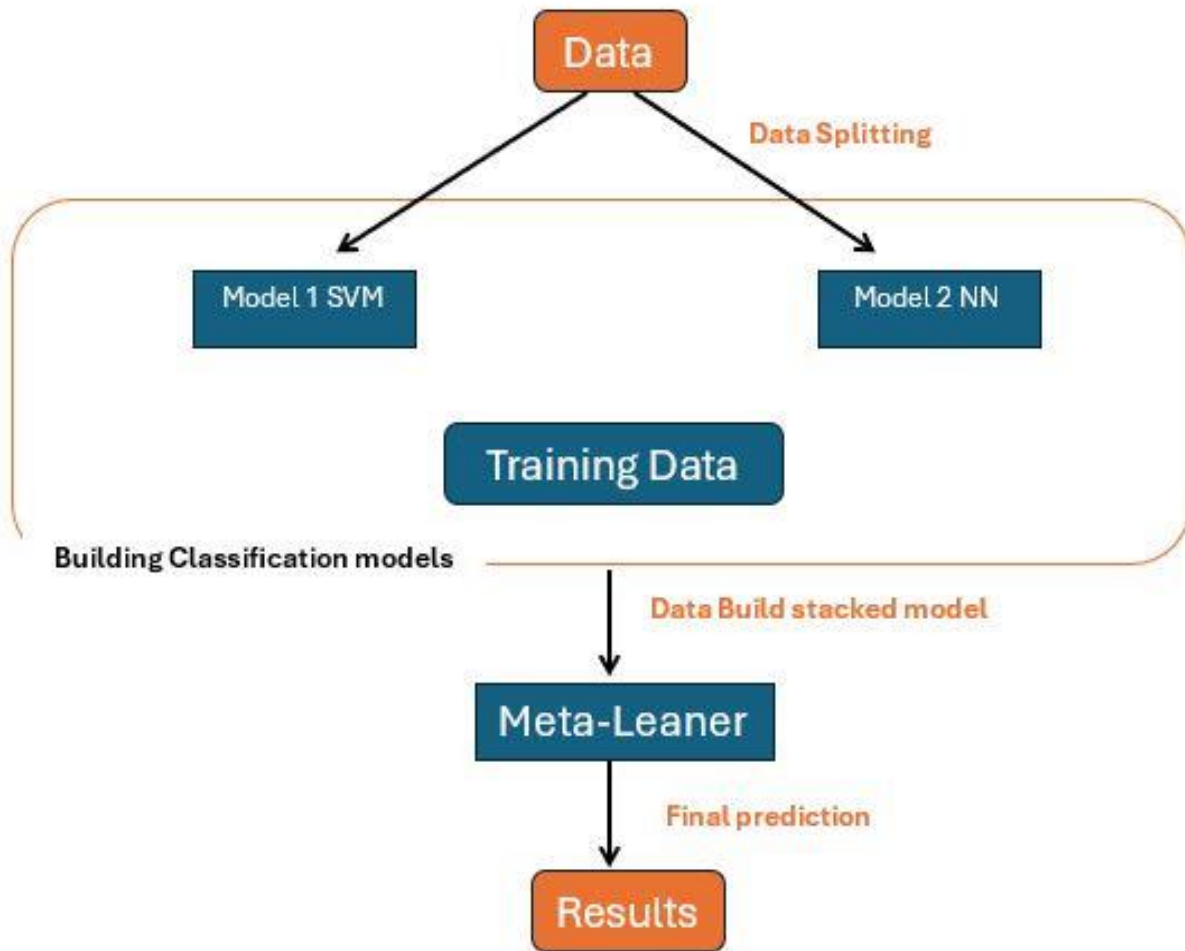 Data
Data Splitting
Model 1 SVM
Model 2 NN
Training Data
Building Classification models
Data Build stacked model
Meta-Leaner
Final prediction
Results